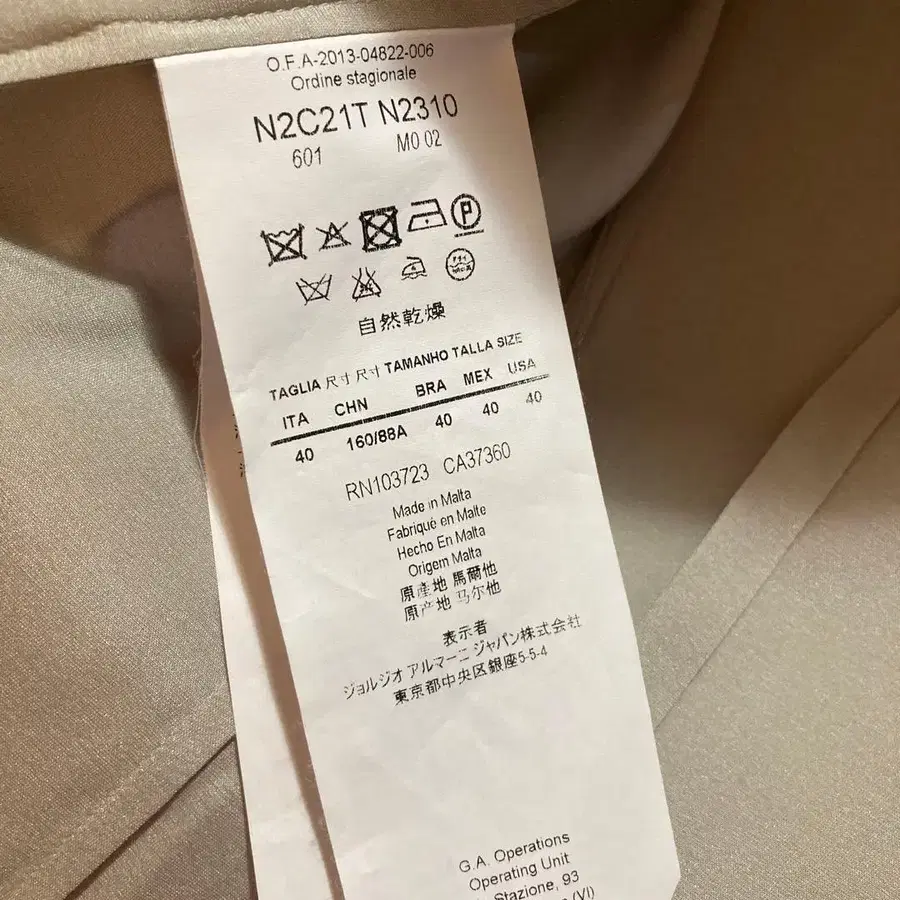 O.F.A-2013-04822-006
Ordine stagionale
N2C21T N2310
601 M0 02
P
自然乾燥
TAGLIA 尺寸 尺寸 TAMANHO TALLA SIZE
ITA CHN BRA MEX USA
40 160/88A 40 40 40
RN103723 CA37360
Made in Malta
Fabriqué en Malte
Hecho En Malta
Origem Malta
原產地 馬爾他
原产地 马尔他
表示者
ジョルジオ アルマーニ ジャパン株式会社
東京都中央区銀座5-5-4
G.A. Operations
Operating Unit
Stazione, 93
(VI)